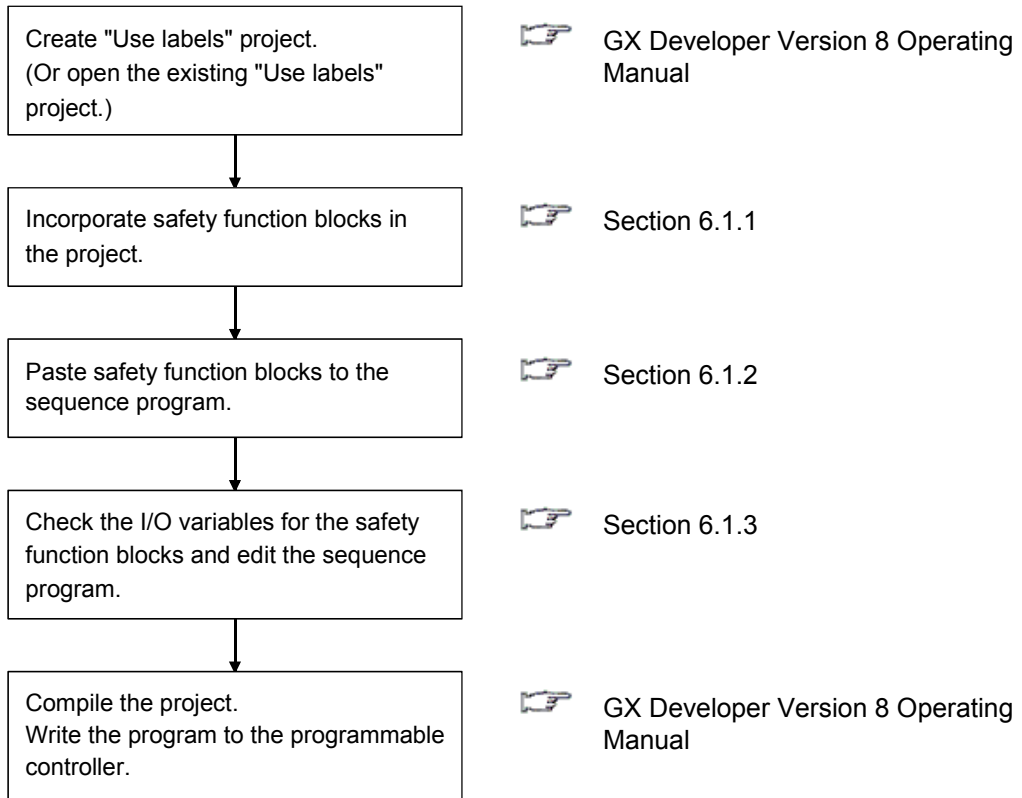 Create "Use labels" project.
(Or open the existing "Use labels"
project.)
GX Developer Version 8 Operating
Manual
Incorporate safety function blocks in
the project.
Section 6.1.1
Paste safety function blocks to the
sequence program.
Section 6.1.2
Check the I/O variables for the safety
function blocks and edit the sequence
program.
Section 6.1.3
Compile the project.
Write the program to the programmable
controller.
GX Developer Version 8 Operating
Manual